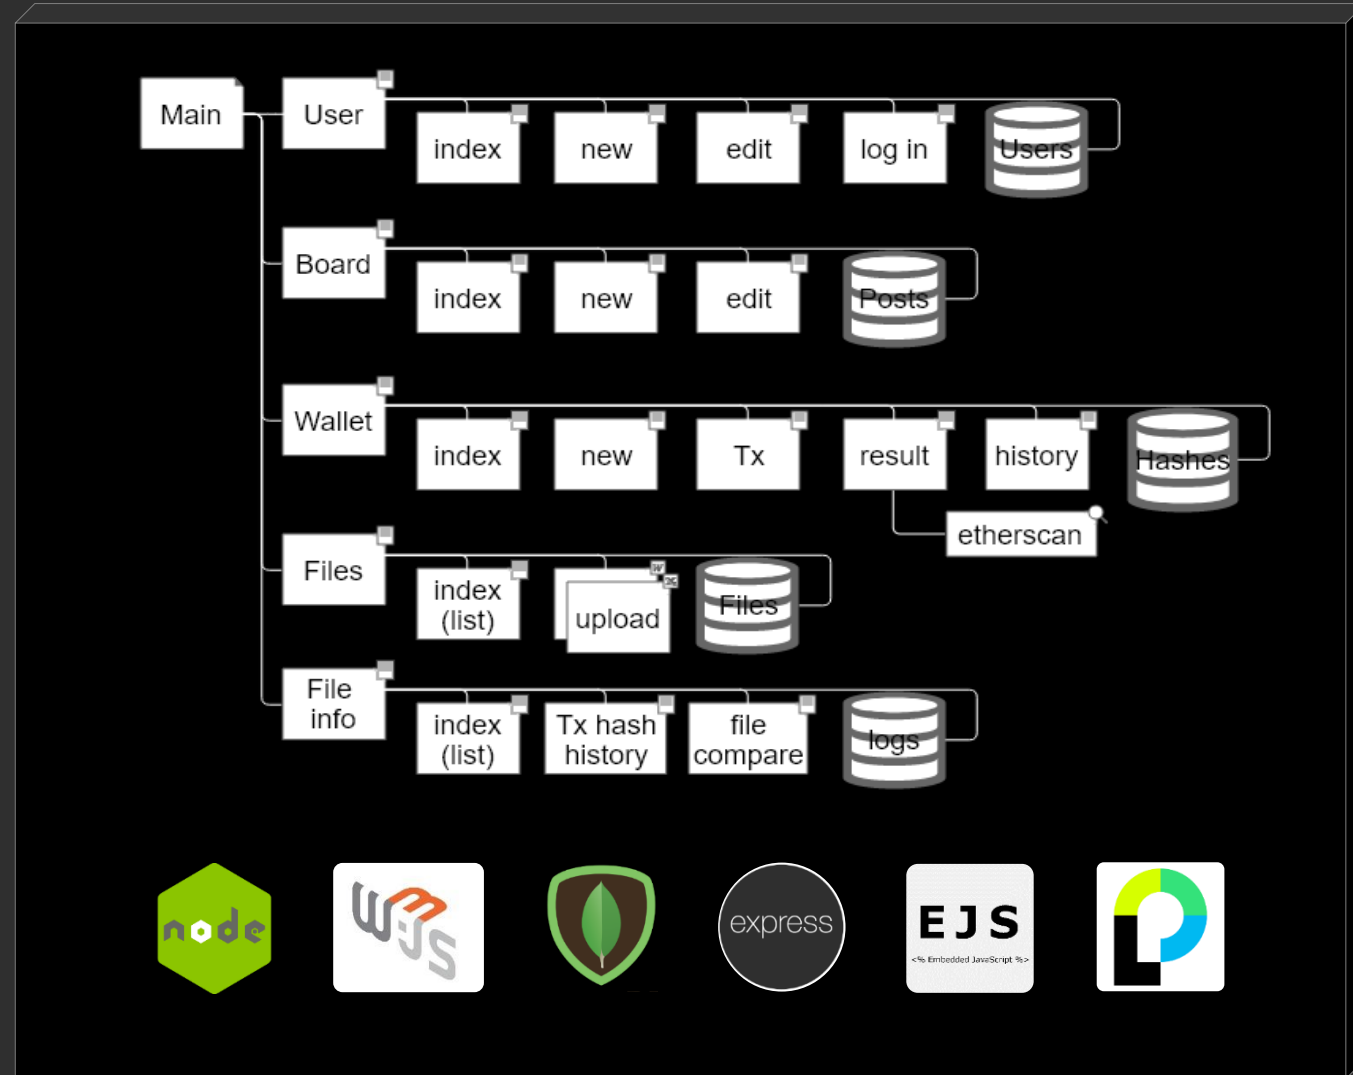 Main
User
index
new
edit
log in
Users
Board
index
new
edit
Posts
Wallet
index
new
Tx
result
history
Hashes
etherscan
Files
index
(list)
upload
Files
File
info
index
(list)
Tx hash
history
file
compare
logs
node
W3JS
express
EJS
<% Embedded JavaScript %>